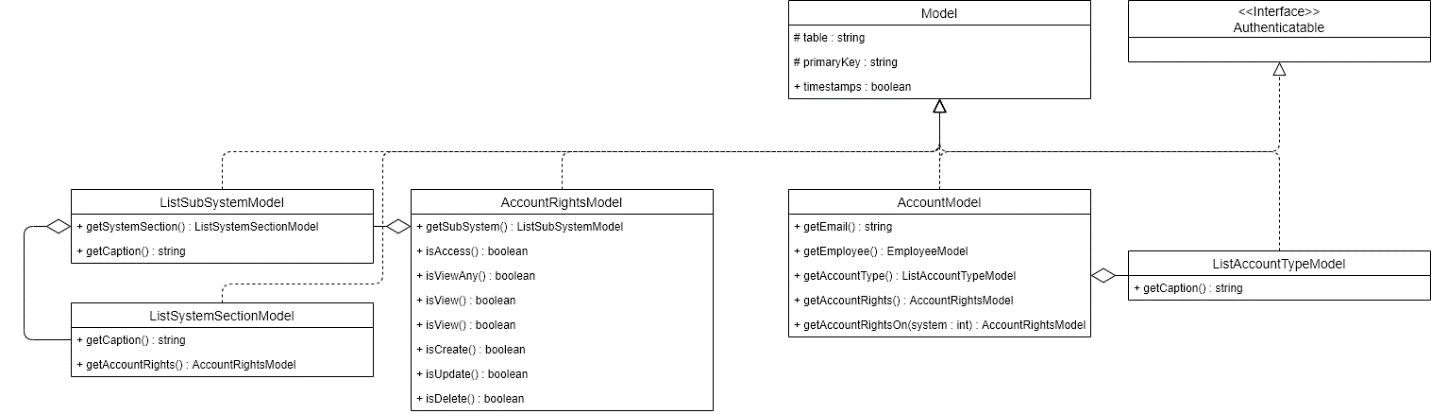 Model
# table : string
# primaryKey : string
+ timestamps : boolean
<<Interface>>
Authenticatable
ListSubSystemModel
+ getSystemSection() : ListSystemSectionModel
+ getCaption() : string
ListSystemSectionModel
+ getCaption() : string
+ getAccountRights() : AccountRightsModel
AccountRightsModel
+ getSubSystem() : ListSubSystemModel
+ isAccess() : boolean
+ isViewAny() : boolean
+ isView() : boolean
+ isView() : boolean
+ isCreate() : boolean
+ isUpdate() : boolean
+ isDelete() : boolean
AccountModel
+ getEmail() : string
+ getEmployee() : EmployeeModel
+ getAccountType() : ListAccountTypeModel
+ getAccountRights() : AccountRightsModel
+ getAccountRightsOn(system : int) : AccountRightsModel
ListAccountTypeModel
+ getCaption() : string